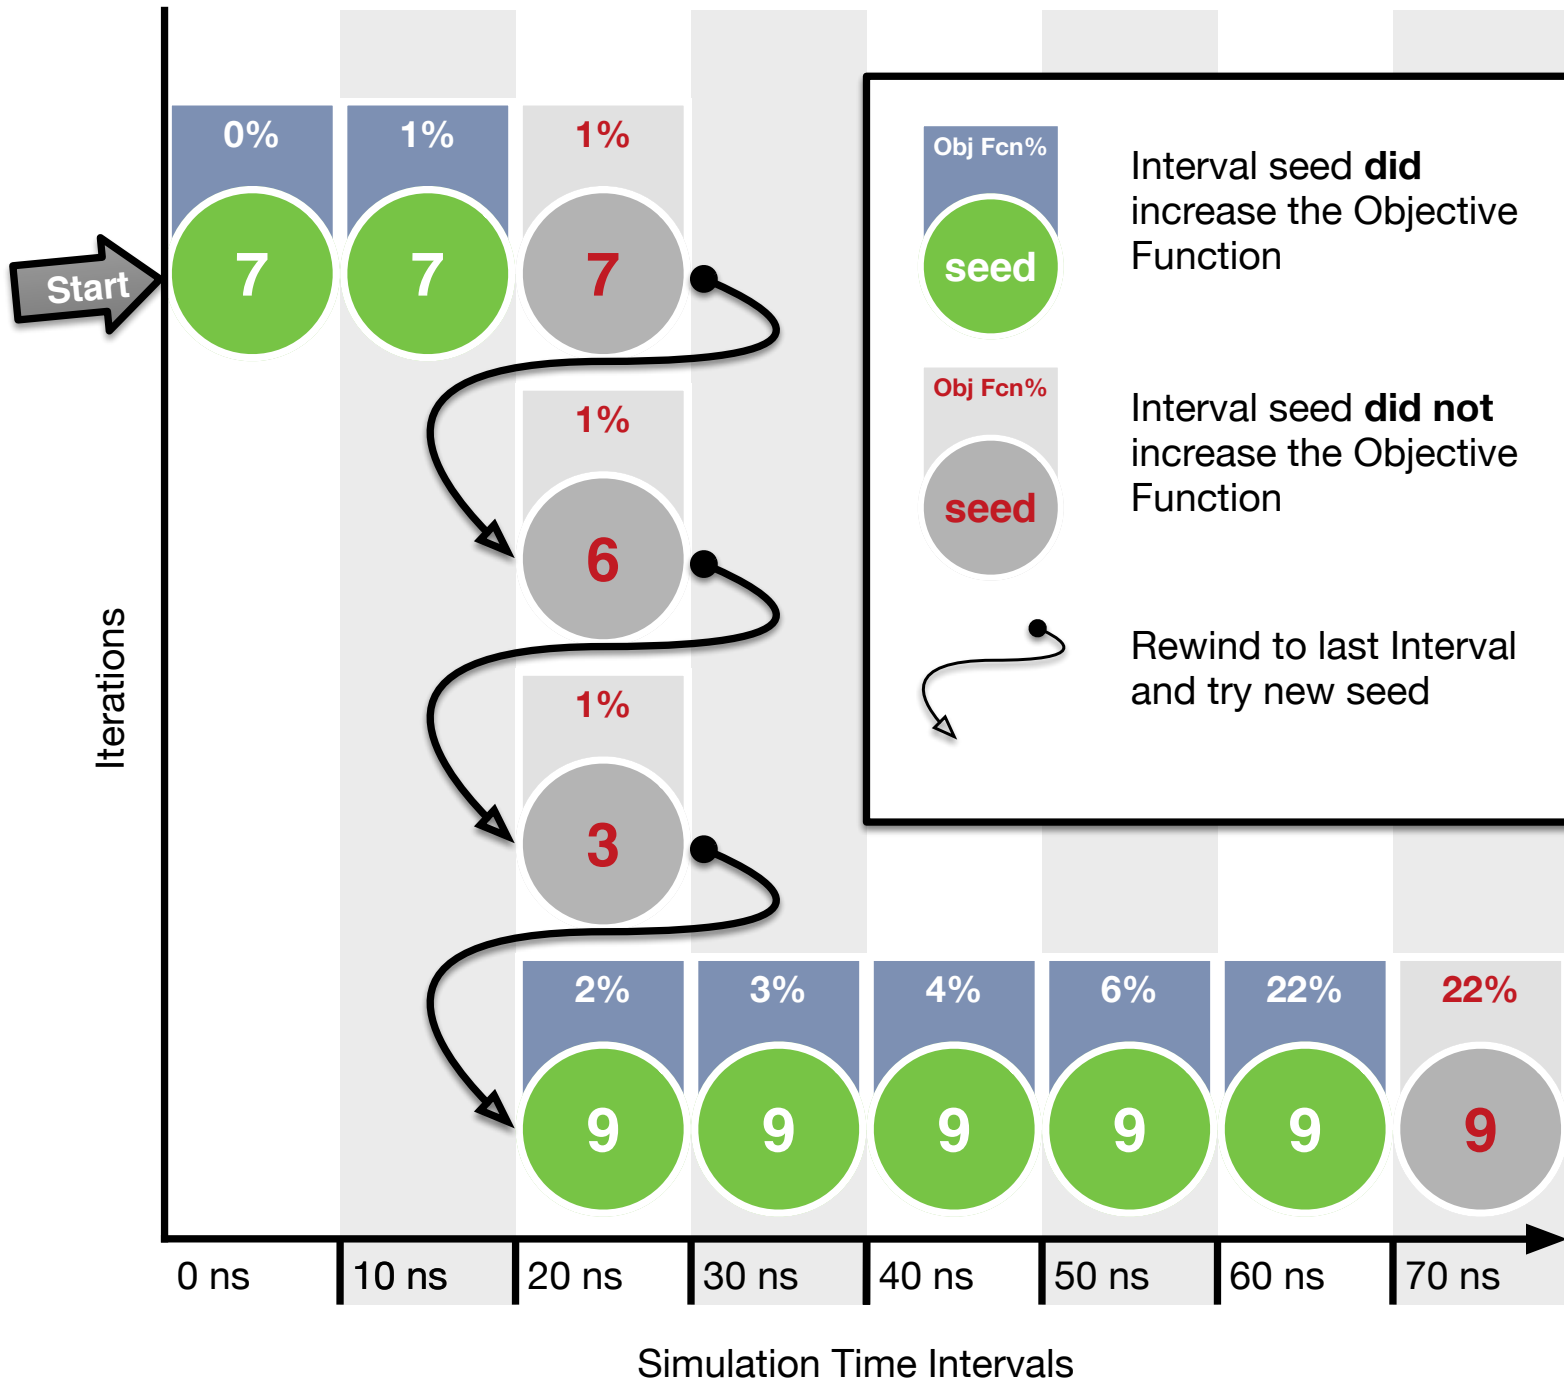 0%
1%
1%
7
7
7
Start
1%
6
1%
3
2%
3%
4%
6%
22%
22%
9
9
9
9
9
9
Obj Fcn%
seed
Interval seed did
increase the Objective
Function
Obj Fcn%
seed
Interval seed did not
increase the Objective
Function
Rewind to last Interval
and try new seed
Iterations
0 ns
10 ns
20 ns
30 ns
40 ns
50 ns
60 ns
70 ns
Simulation Time Intervals